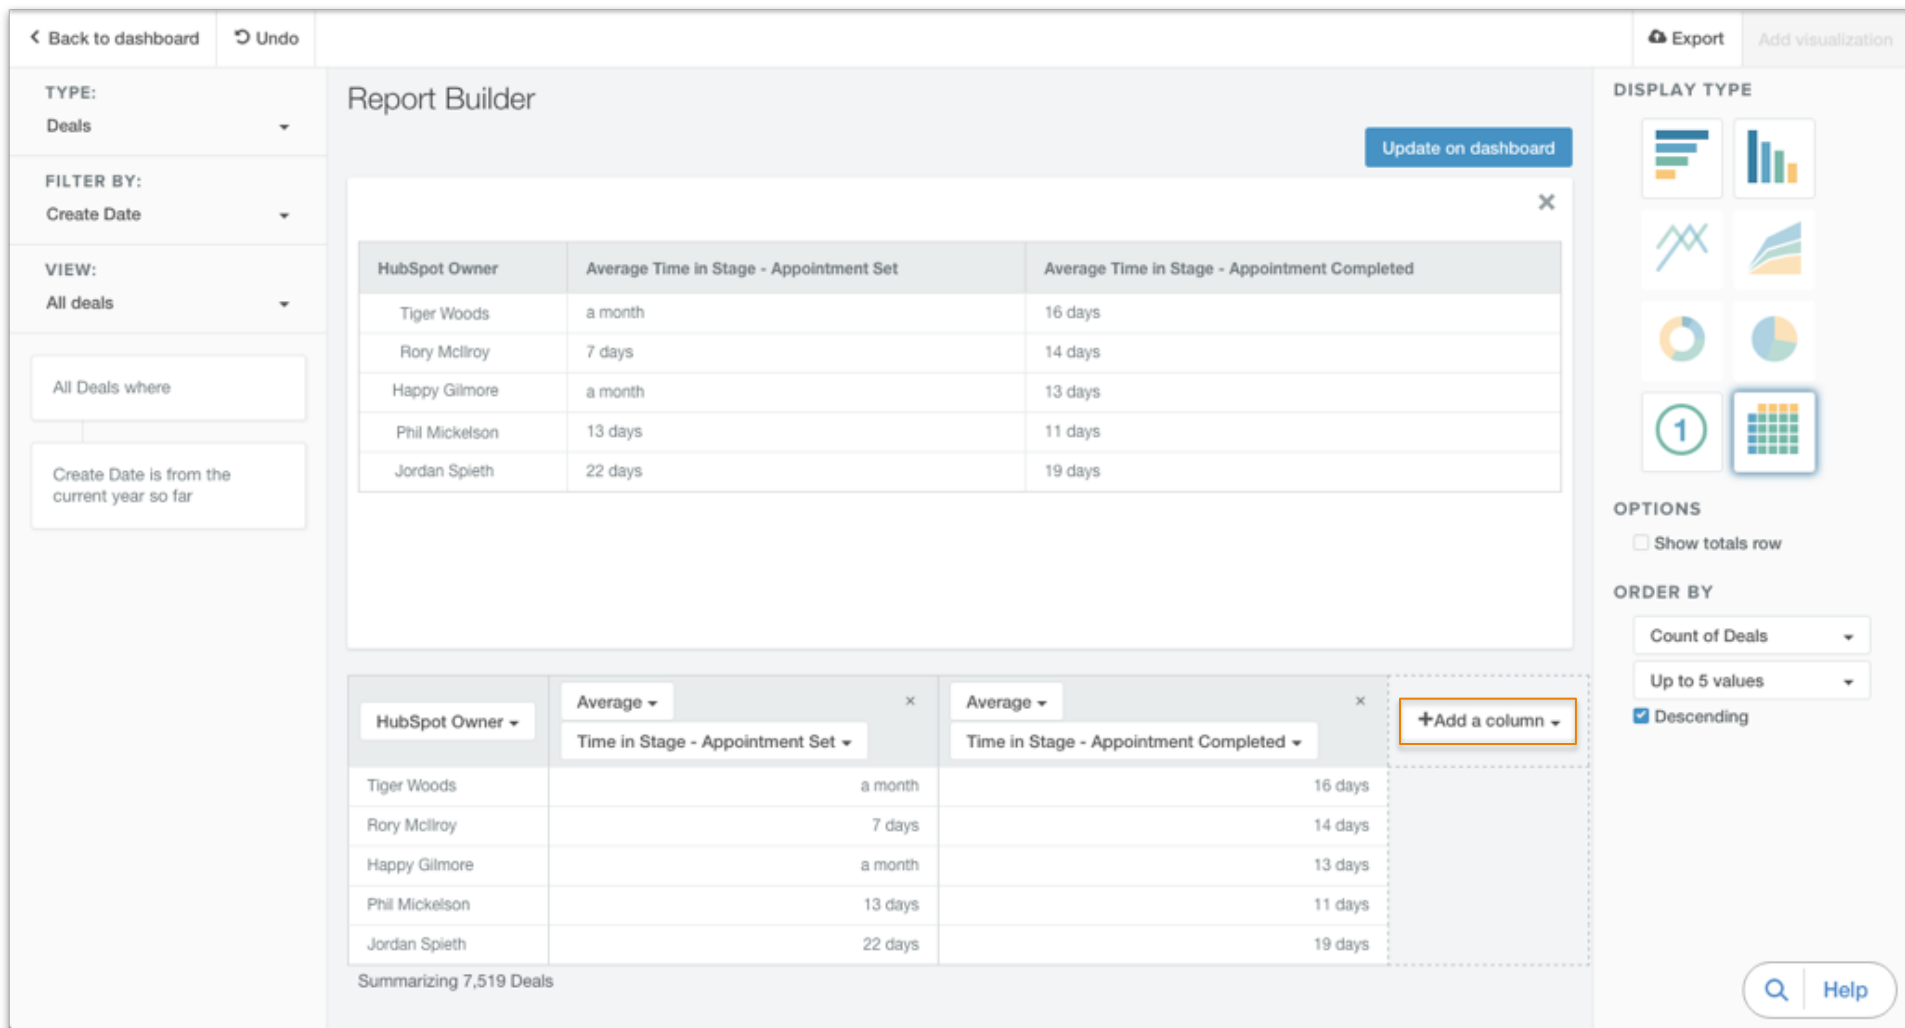 Back to dashboard
Undo
Export
Add visualization
TYPE:
Deals
FILTER BY:
Create Date
VIEW:
All deals
All Deals where
Create Date is from the
current year so far
Report Builder
Update on dashboard
HubSpot Owner Average Time in Stage - Appointment Set Average Time in Stage - Appointment Completed
Tiger Woods a month 16 days
Rory McIlroy 7 days 14 days
Happy Gilmore a month 13 days
Phil Mickelson 13 days 11 days
Jordan Spieth 22 days 19 days
HubSpot Owner
Average
Time in Stage - Appointment Set
Average
Time in Stage - Appointment Completed
+Add a column
Tiger Woods a month 16 days
Rory McIlroy 7 days 14 days
Happy Gilmore a month 13 days
Phil Mickelson 13 days 11 days
Jordan Spieth 22 days 19 days
Summarizing 7,519 Deals
DISPLAY TYPE
1
OPTIONS
Show totals row
ORDER BY
Count of Deals
Up to 5 values
Descending
Help